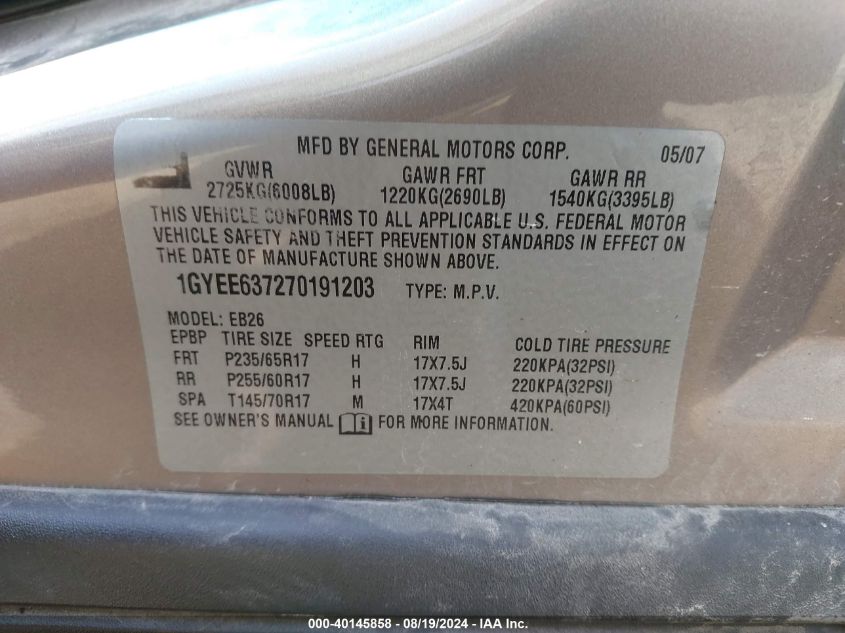 MFD BY GENERAL MOTORS CORP. 05/07
GVWR GAWR FRT GAWR RR
2725KG(6008LB) 1220KG(2690LB) 1540KG(3395LB)
THIS VEHICLE CONFORMS TO ALL APPLICABLE U.S. FEDERAL MOTOR
VEHICLE SAFETY AND THEFT PREVENTION STANDARDS IN EFFECT ON
THE DATE OF MANUFACTURE SHOWN ABOVE.
1GYEE637270191203 TYPE: M.P.V.
MODEL: EB26
EPBP TIRE SIZE SPEED RTG RIM COLD TIRE PRESSURE
FRT P235/65R17 H 17X7.5J 220KPA(32PSI)
RR P255/60R17 H 17X7.5J 220KPA(32PSI)
SPA T145/70R17 M 17X4T 420KPA(60PSI)
SEE OWNER'S MANUAL FOR MORE INFORMATION.
000-40145858 - 08/19/2024 - IAA Inc.